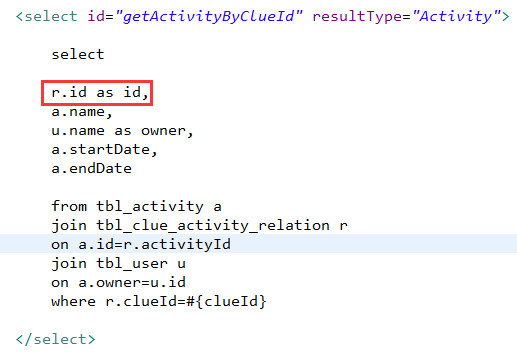 <select id="getActivityByClueId" resultType="Activity">
select
r.id as id,
a.name,
u.name as owner,
a.startDate,
a.endDate
from tbl_activity a
join tbl_clue_activity_relation r
on a.id=r.activityId
join tbl_user u
on a.owner=u.id
where r.clueId=#{clueId}
</select>